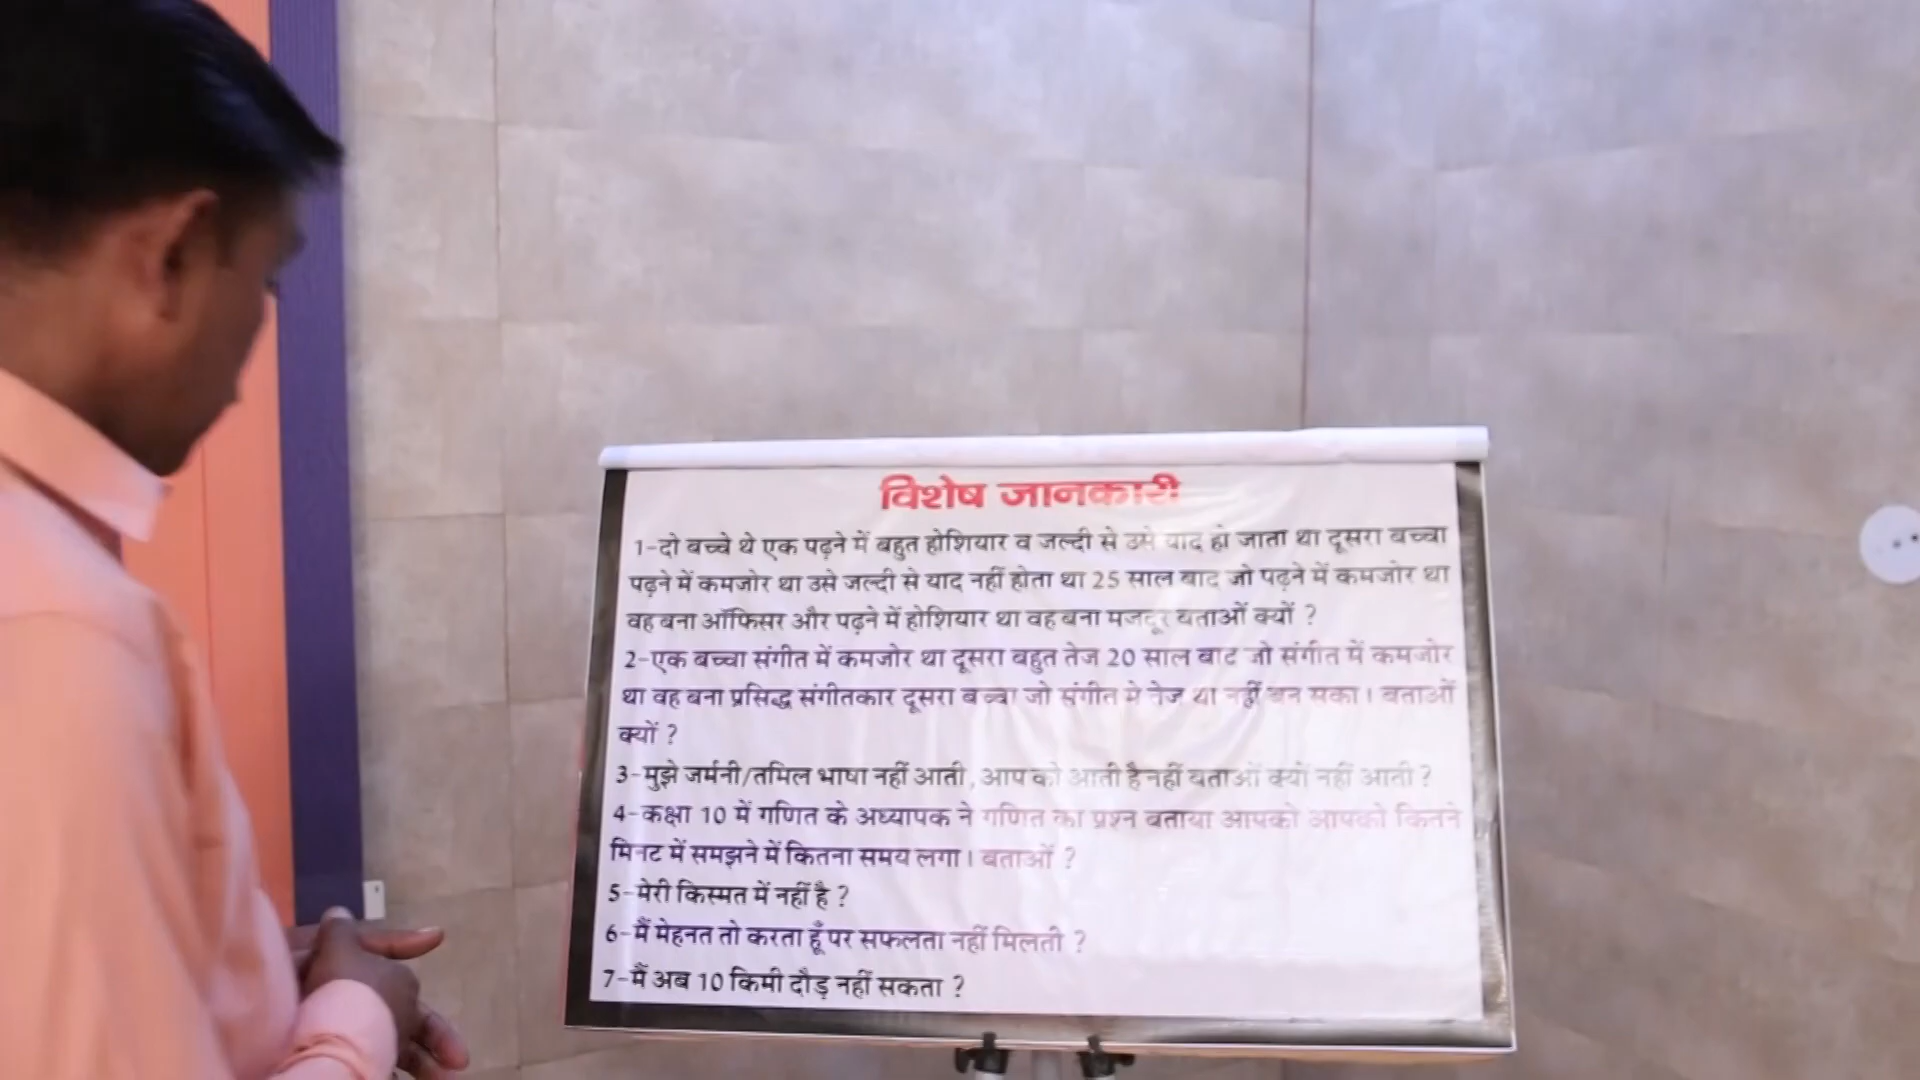 विशेष जानकारी
1-दो बच्चे थे एक पढ़ने में बहुत होशियार व जल्दी से उसे याद हो जाता था दूसरा बच्चा
पढ़ने में कमजोर था उसे जल्दी से याद नहीं होता था 25 साल बाद जो पढ़ने में कमजोर था
वह बना ऑफिसर और पढ़ने में होशियार था वह बना मजदूर बताओं क्यों ?
2-एक बच्चा संगीत में कमजोर था दूसरा बहुत तेज 20 साल बाद जो संगीत में कमजोर
था वह बना प्रसिद्ध संगीतकार दूसरा बच्चा जो संगीत मे तेज था नहीं बन सका । बताओं
क्यों ?
3-मुझे जर्मनी/तमिल भाषा नहीं आती, आप को आती है नहीं बताओं क्यों नहीं आती ?
4-कक्षा 10 में गणित के अध्यापक ने गणित का प्रश्न बताया आपको आपको कितने
मिनट में समझने में कितना समय लगा । बताओं ?
5-मेरी किस्मत में नहीं है ?
6-मैं मेहनत तो करता हूँ पर सफलता नहीं मिलती ?
7-मैं अब 10 किमी दौड़ नहीं सकता ?